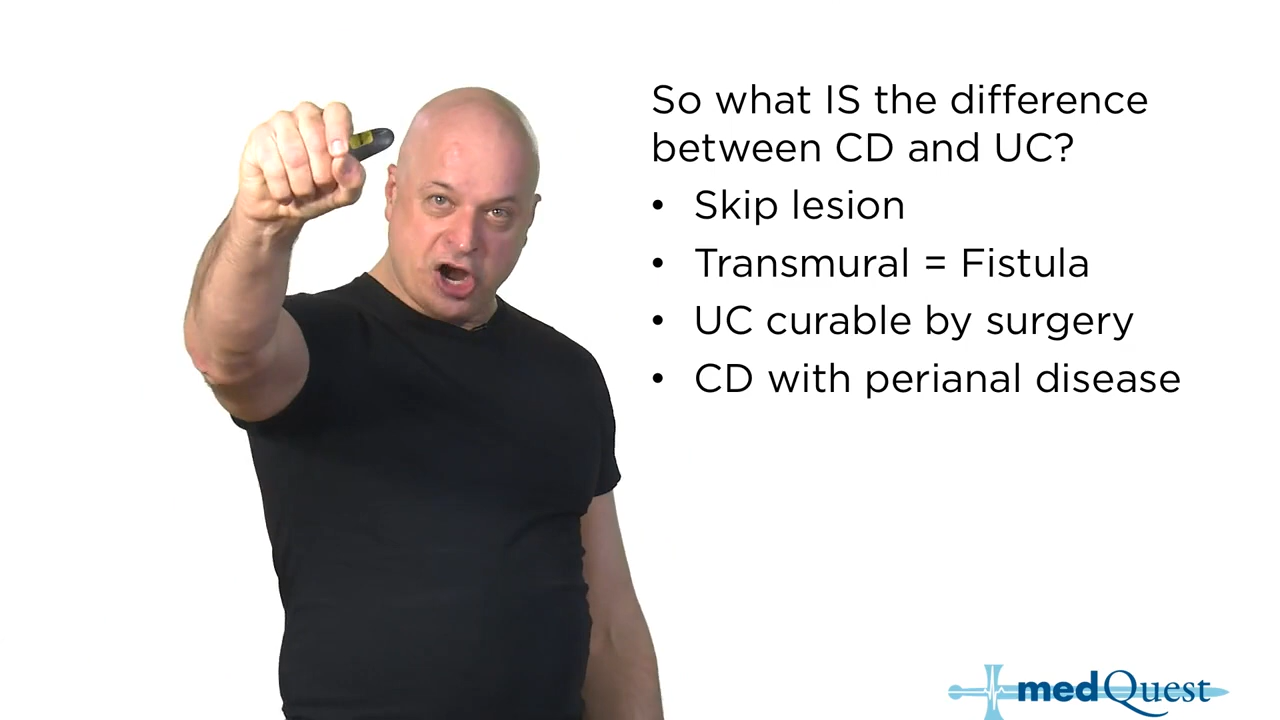 So what IS the difference
between CD and UC?
• Skip lesion
• Transmural = Fistula
• UC curable by surgery
• CD with perianal disease
medQuest